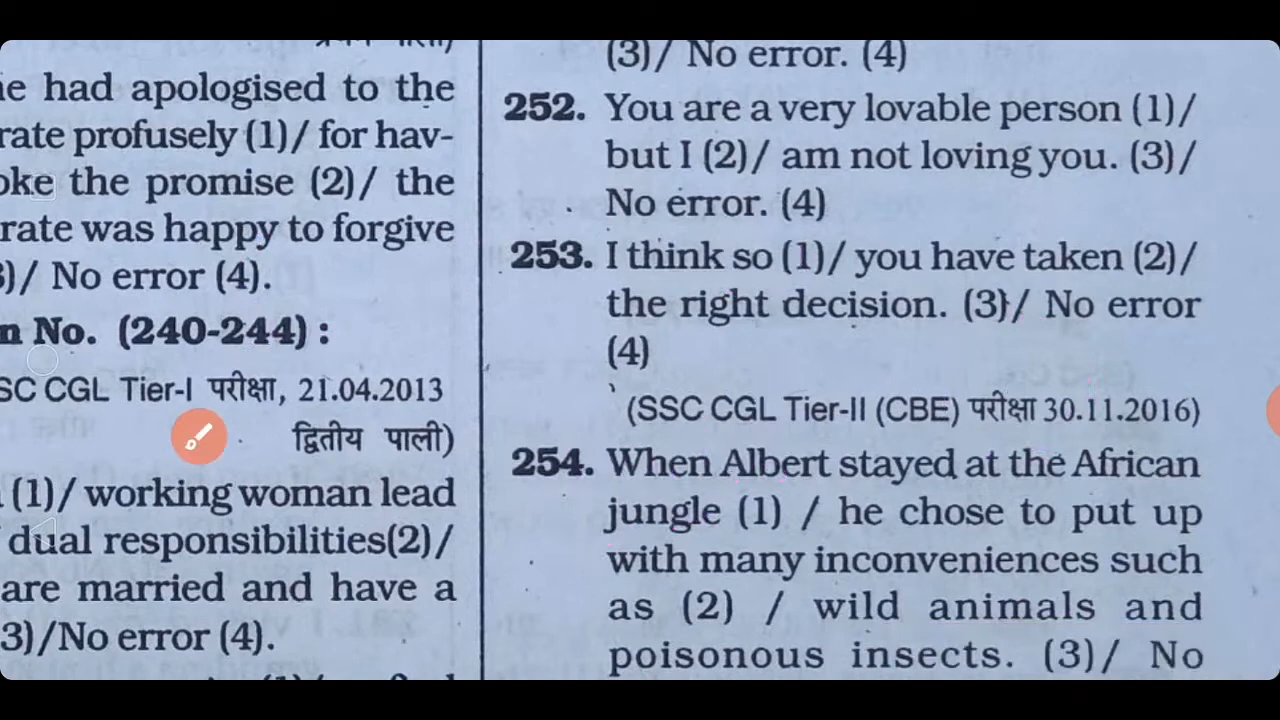 he had apologised to the
rate profusely (1)/ for hav-
oke the promise (2)/ the
rate was happy to forgive
3)/ No error (4).
n No. (240-244) :
SSC CGL Tier-I परीक्षा, 21.04.2013
द्वितीय पाली)
(1)/ working woman lead
dual responsibilities(2)/
are married and have a
3)/No error (4).
(3)/ No error. (4)
252. You are a very lovable person (1)/
but I (2)/ am not loving you. (3)/
No error. (4)
253. I think so (1)/ you have taken (2)/
the right decision. (3)/ No error
(4)
(SSC CGL Tier-II (CBE) परीक्षा 30.11.2016)
254. When Albert stayed at the African
jungle (1) / he chose to put up
with many inconveniences such
as (2) / wild animals and
poisonous insects. (3)/ No